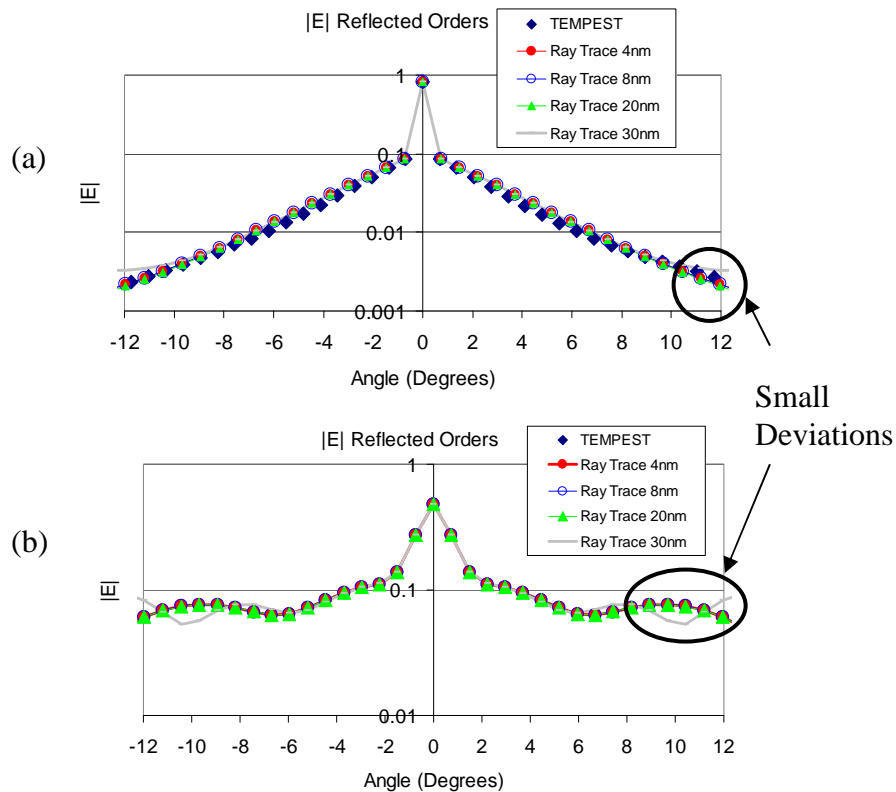 |E| Reflected Orders
TEMPEST
Ray Trace 4nm
Ray Trace 8nm
Ray Trace 20nm
Ray Trace 30nm
(a)
|E|
1
0.1
0.01
0.001
-12 -10 -8 -6 -4 -2 0 2 4 6 8 10 12
Angle (Degrees)
Small
Deviations
|E| Reflected Orders
TEMPEST
Ray Trace 4nm
Ray Trace 8nm
Ray Trace 20nm
Ray Trace 30nm
(b)
|E|
1
0.1
0.01
-12 -10 -8 -6 -4 -2 0 2 4 6 8 10 12
Angle (Degrees)